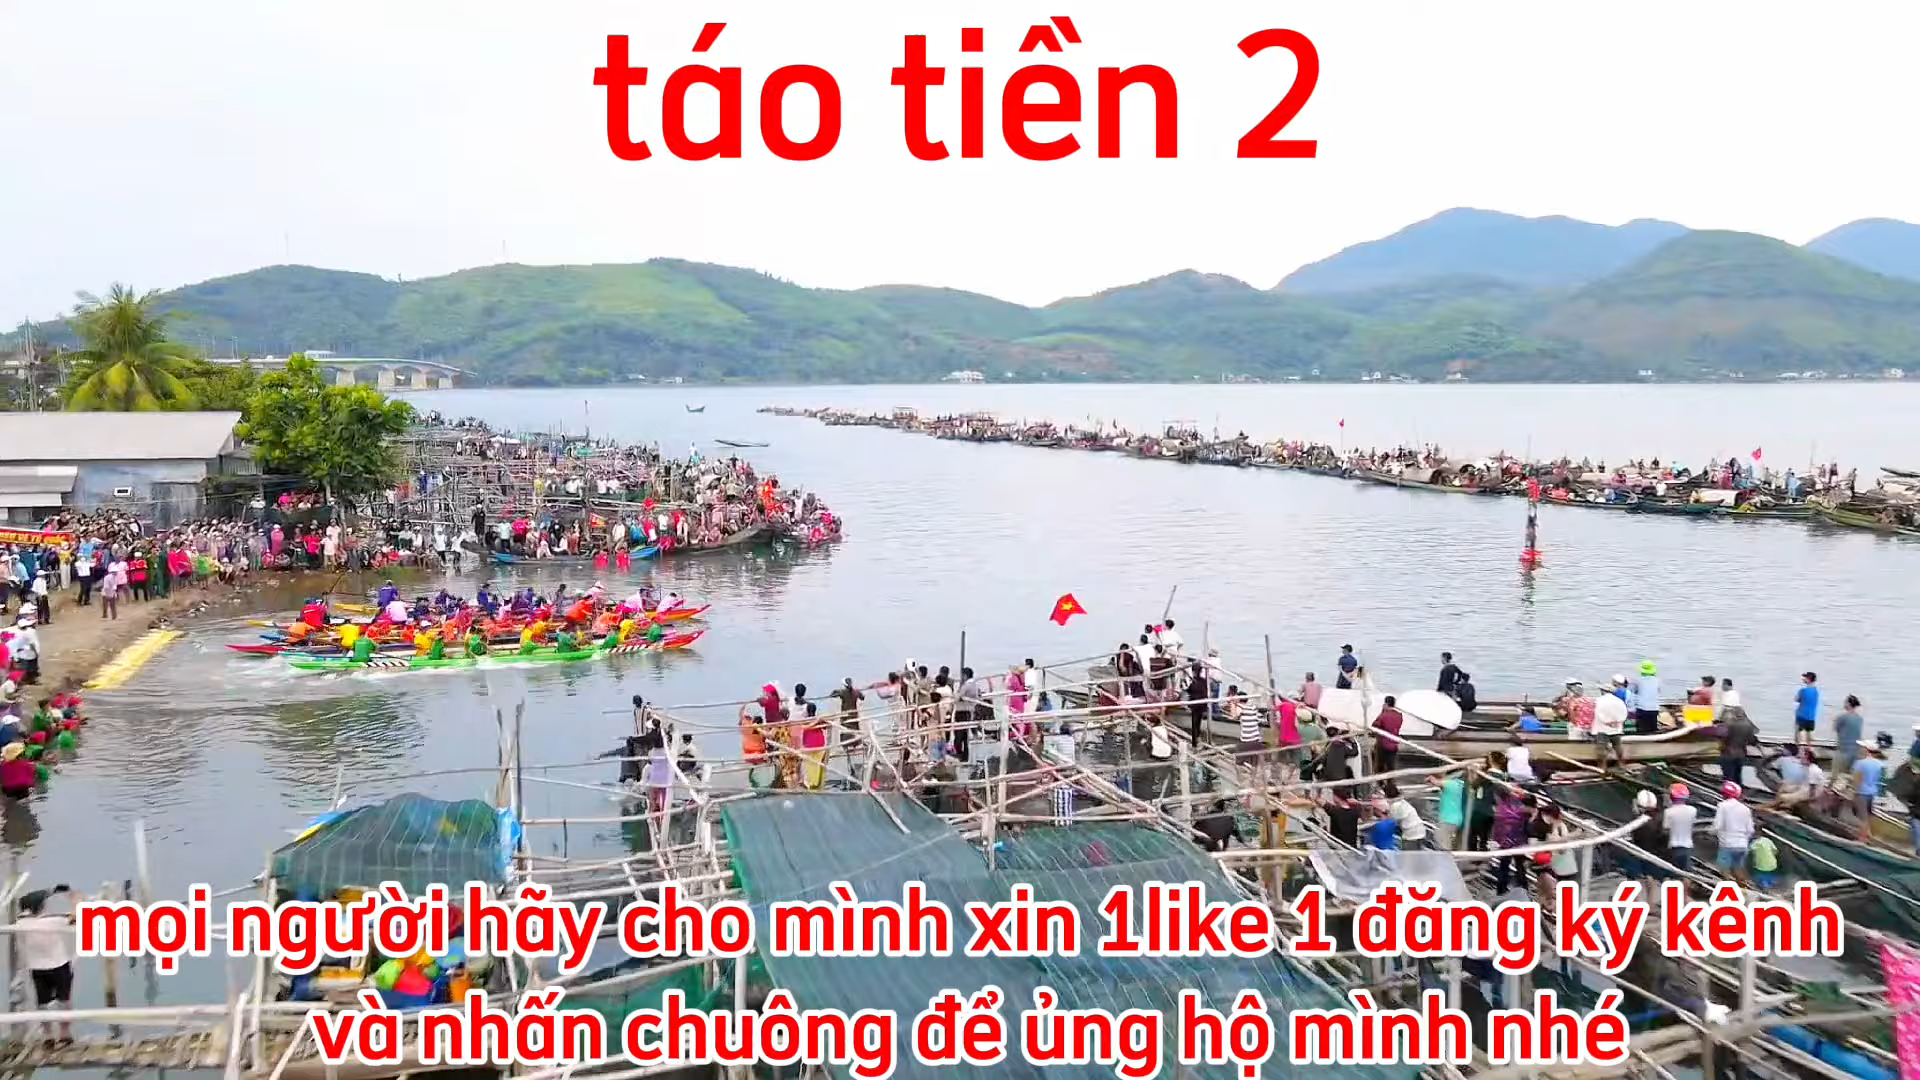 táo tiền 2
mọi người hãy cho mình xin 1like 1 đăng ký kênh
và nhấn chuông để ủng hộ mình nhé